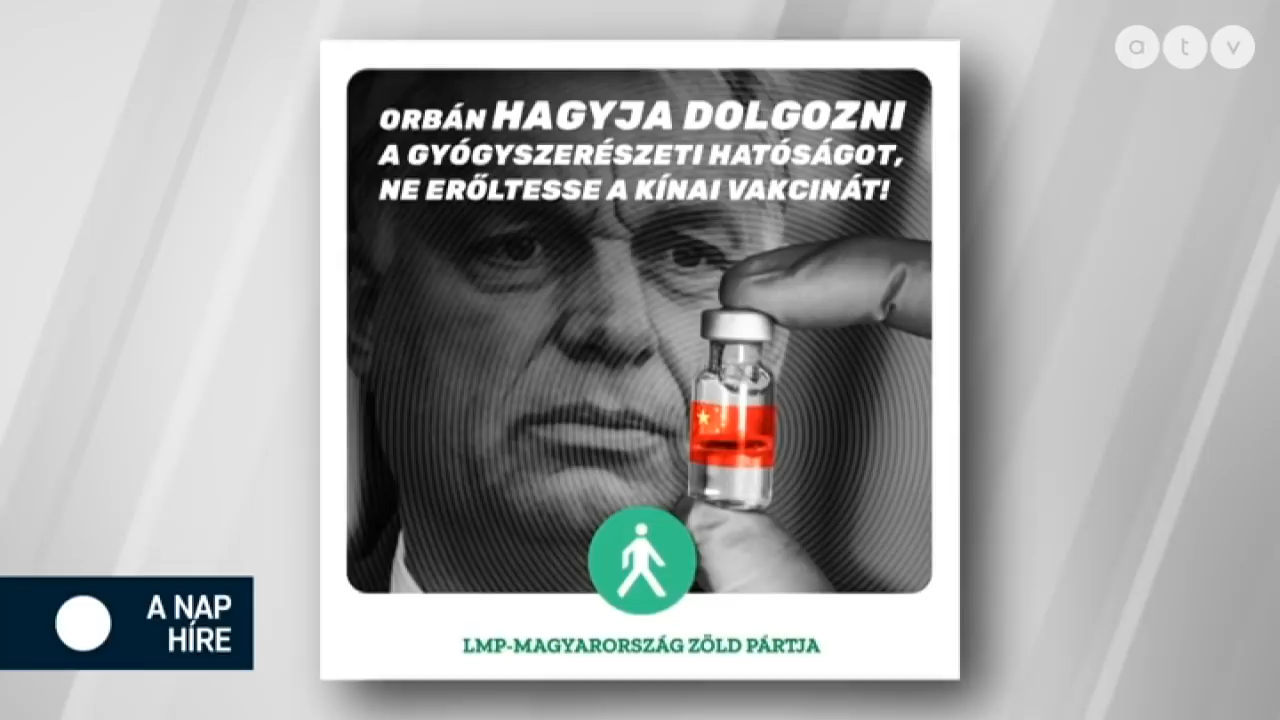 atv
ORBÁN HAGYJA DOLGOZNI
A GYÓGYSZERÉSZETI HATÓSÁGOT,
NE ERŐLTESSE A KÍNAI VAKCINÁT!
A NAP
HÍRE
LMP-MAGYARORSZÁG ZÖLD PÁRTJA